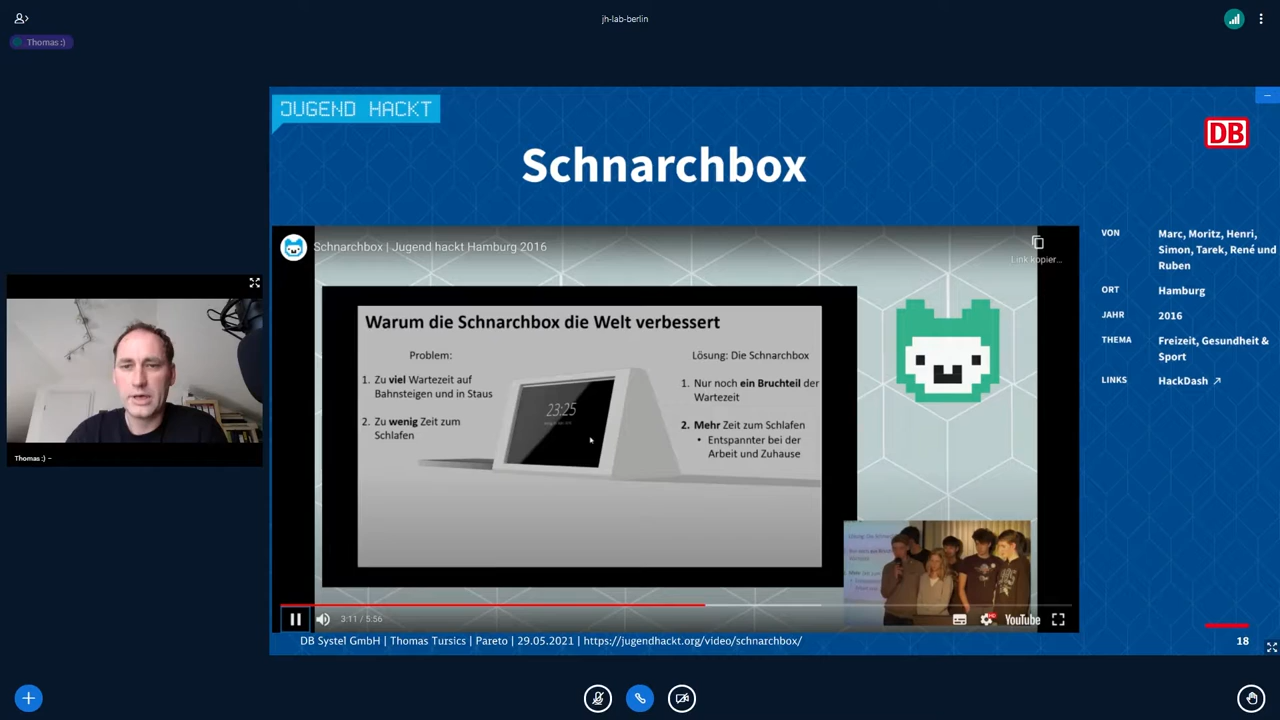 jh-lab-berlin
Thomas :)
JUGEND HACKT
DB
Schnarchbox
Schnarchbox | Jugend hackt Hamburg 2016
Link kopier...
Warum die Schnarchbox die Welt verbessert
Problem:
1. Zu viel Wartezeit auf
Bahnsteigen und in Staus
2. Zu wenig Zeit zum
Schlafen
23:25
Lösung: Die Schnarchbox
1. Nur noch ein Bruchteil der
Wartezeit
2. Mehr Zeit zum Schlafen
• Entspannter bei der
Arbeit und Zuhause
VON
Marc, Moritz, Henri,
Simon, Tarek, René und
Ruben
ORT
Hamburg
JAHR
2016
THEMA
Freizeit, Gesundheit &
Sport
LINKS
HackDash ↗
Thomas :)
3:11 / 5:56
YouTube
DB Systel GmbH | Thomas Tursics | Pareto | 29.05.2021 | https://jugendhackt.org/video/schnarchbox/
18